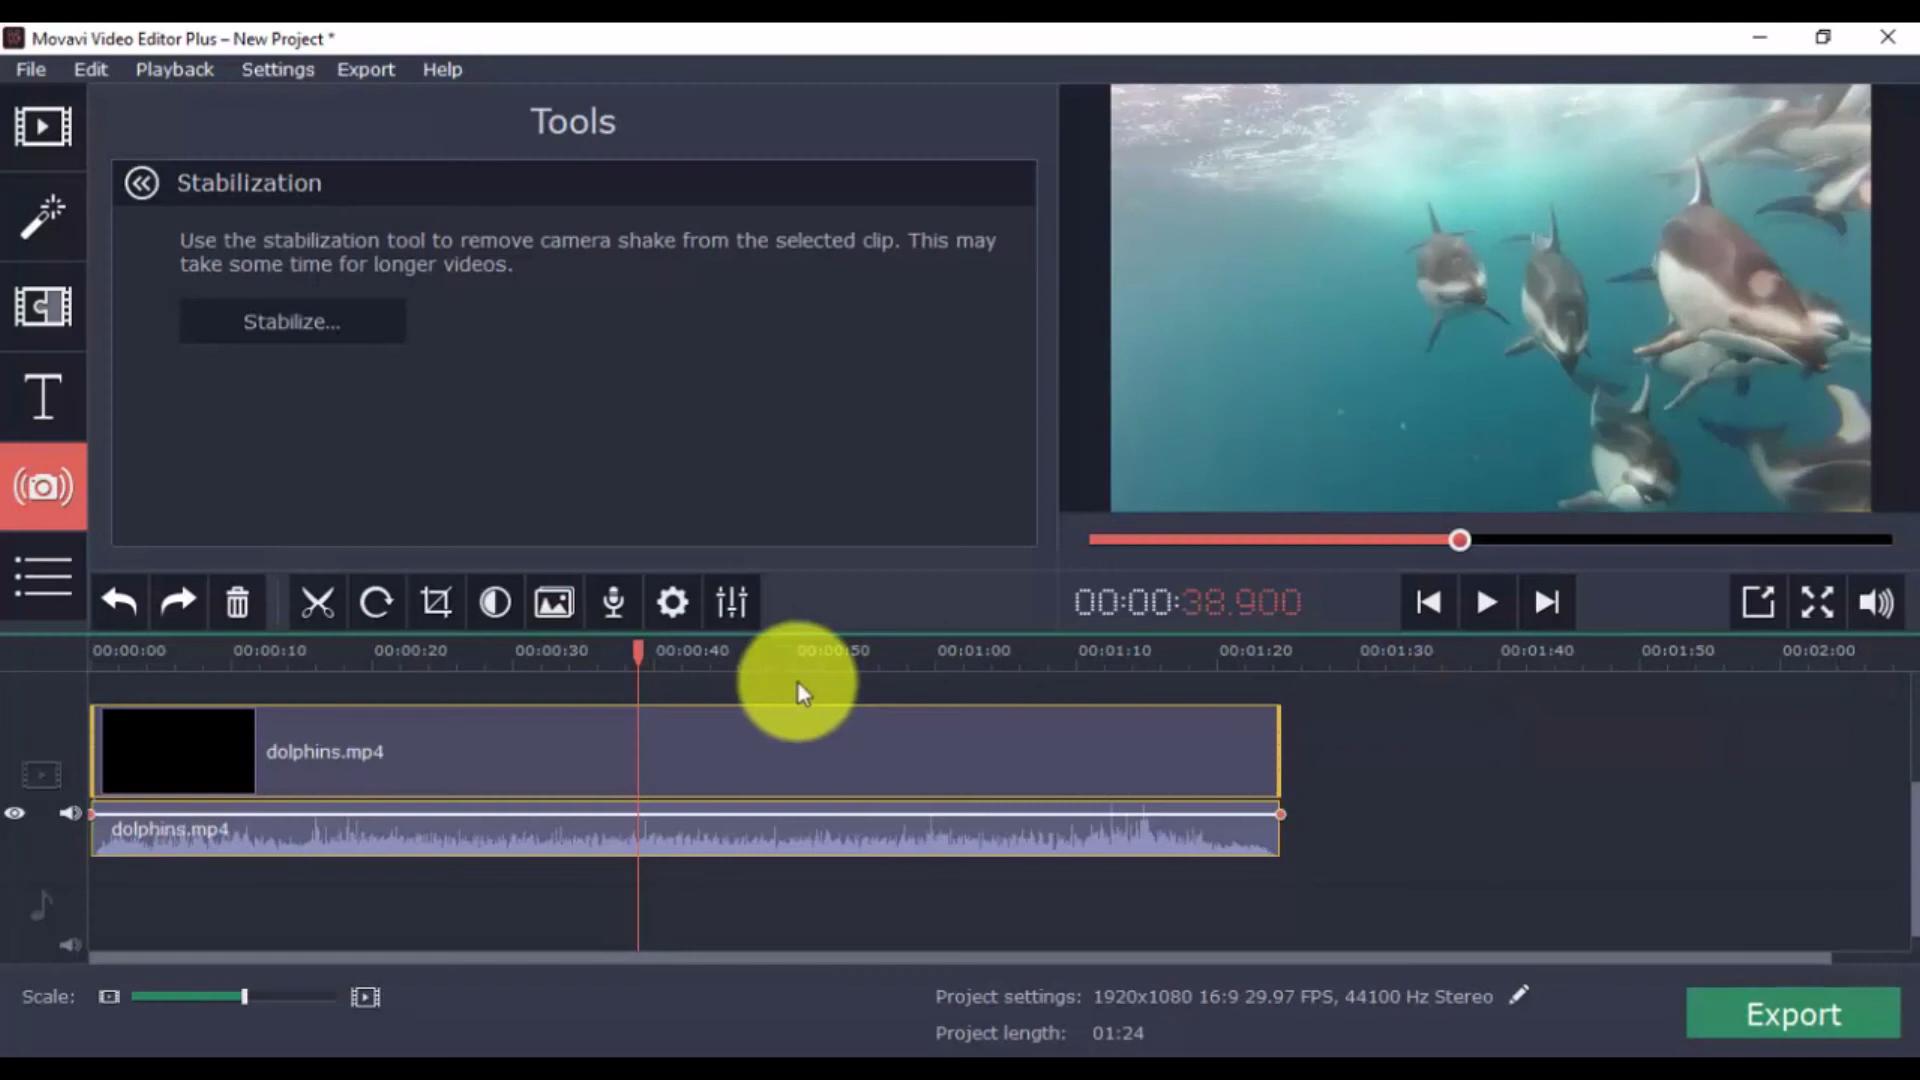 Movavi Video Editor Plus – New Project *
File Edit Playback Settings Export Help
Tools
Stabilization
Use the stabilization tool to remove camera shake from the selected clip. This may
take some time for longer videos.
Stabilize...
00:00:38.900
00:00:00 00:00:10 00:00:20 00:00:30 00:00:40 00:00:50 00:01:00 00:01:10 00:01:20 00:01:30 00:01:40 00:01:50 00:02:00
dolphins.mp4
dolphins.mp4
Scale:
Project settings: 1920x1080 16:9 29.97 FPS, 44100 Hz Stereo
Project length: 01:24
Export